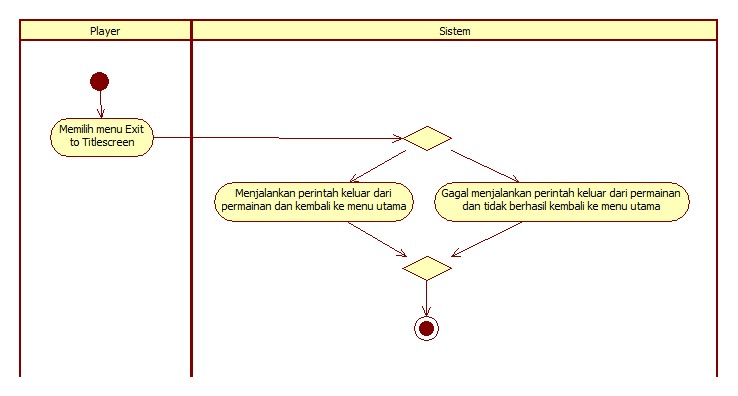 Player
Sistem
Memilih menu Exit
to Titlescreen
Menjalankan perintah keluar dari
permainan dan kembali ke menu utama
Gagal menjalankan perintah keluar dari permainan
dan tidak berhasil kembali ke menu utama